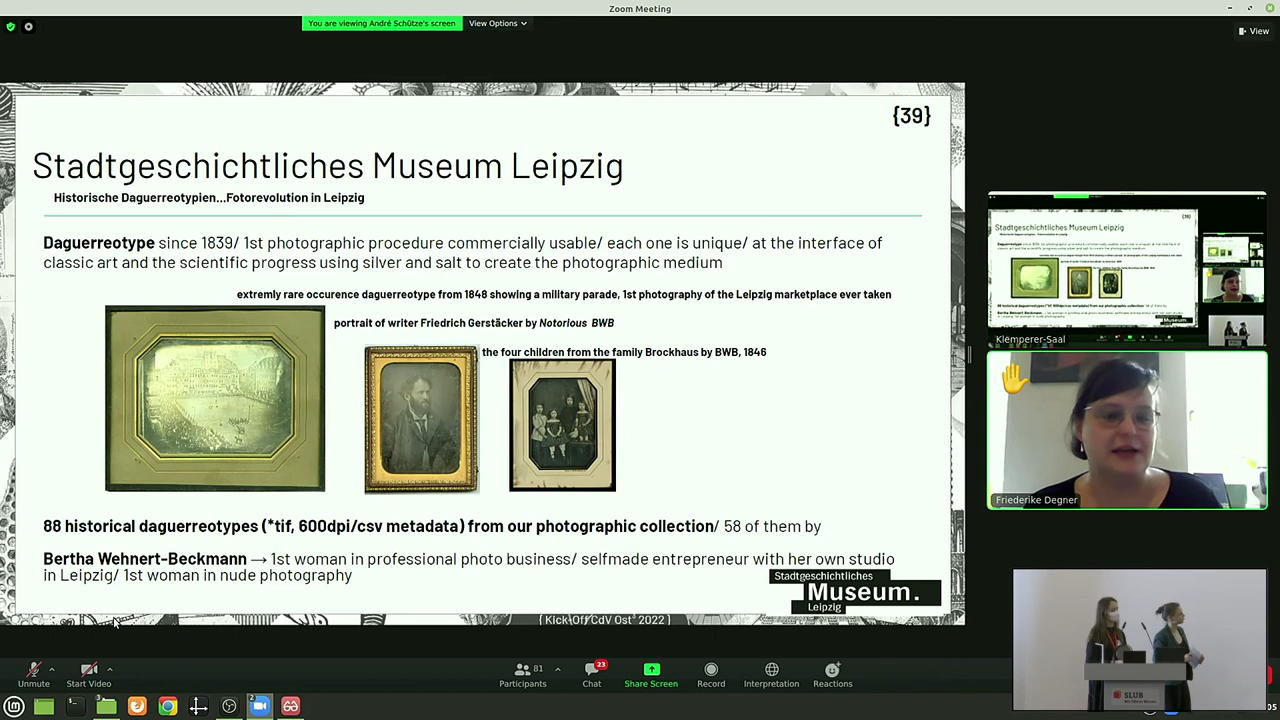 Zoom Meeting
You are viewing André Schütze's screen
View Options
View
{39}
Stadtgeschichtliches Museum Leipzig
Historische Daguerreotypien...Fotorevolution in Leipzig
Daguerreotype since 1839/ 1st photographic procedure commercially usable/ each one is unique/ at the interface of
classic art and the scientific progress using silver and salt to create the photographic medium
extremly rare occurence daguerreotype from 1848 showing a military parade, 1st photography of the Leipzig marketplace ever taken
portrait of writer Friedrich Gerstäcker by Notorious BWB
the four children from the family Brockhaus by BWB, 1846
88 historical daguerreotypes (*tif, 600dpi/csv metadata) from our photographic collection/ 58 of them by
Bertha Wehnert-Beckmann → 1st woman in professional photo business/ selfmade entrepreneur with her own studio
in Leipzig/ 1st woman in nude photography
Stadtgeschichtliches
Museum.
Leipzig
{ Kick-Off CdV Ost³ 2022 }
Klemperer-Saal
Friederike Degner
SLUB
Unmute
Start Video
81
Participants
23
Chat
Share Screen
Record
Interpretation
Reactions